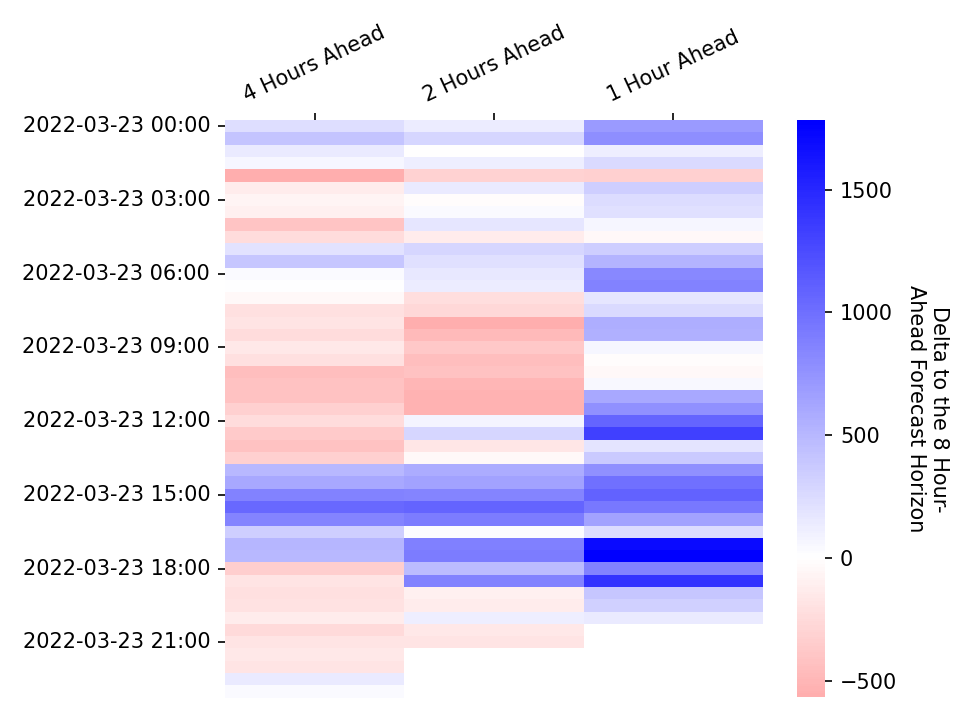 4 Hours Ahead
2 Hours Ahead
1 Hour Ahead
2022-03-23 00:00
2022-03-23 03:00
2022-03-23 06:00
2022-03-23 09:00
2022-03-23 12:00
2022-03-23 15:00
2022-03-23 18:00
2022-03-23 21:00
1500
1000
500
0
−500
Delta to the 8 Hour-
Ahead Forecast Horizon